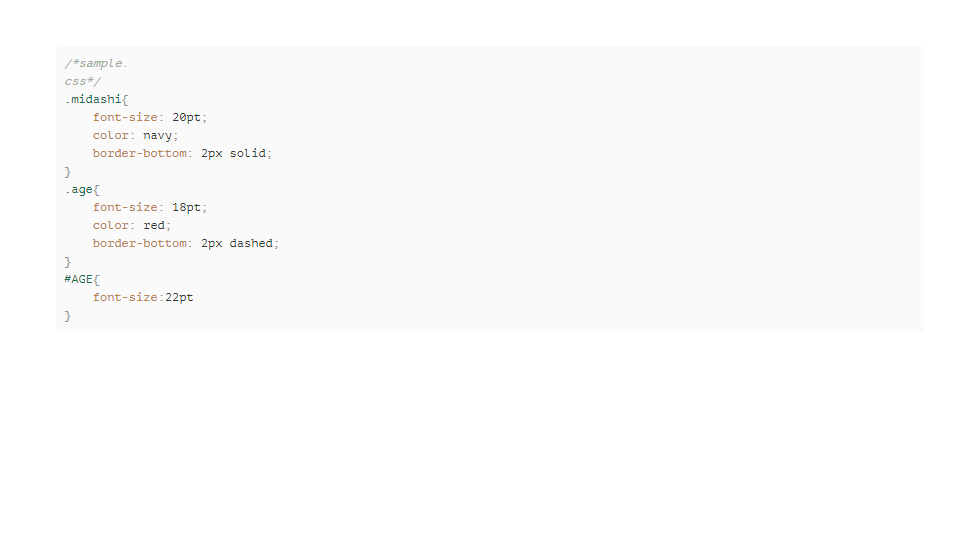 /*sample.
css*/
.midashi{
    font-size: 20pt;
    color: navy;
    border-bottom: 2px solid;
}
.age{
    font-size: 18pt;
    color: red;
    border-bottom: 2px dashed;
}
#AGE{
    font-size:22pt
}